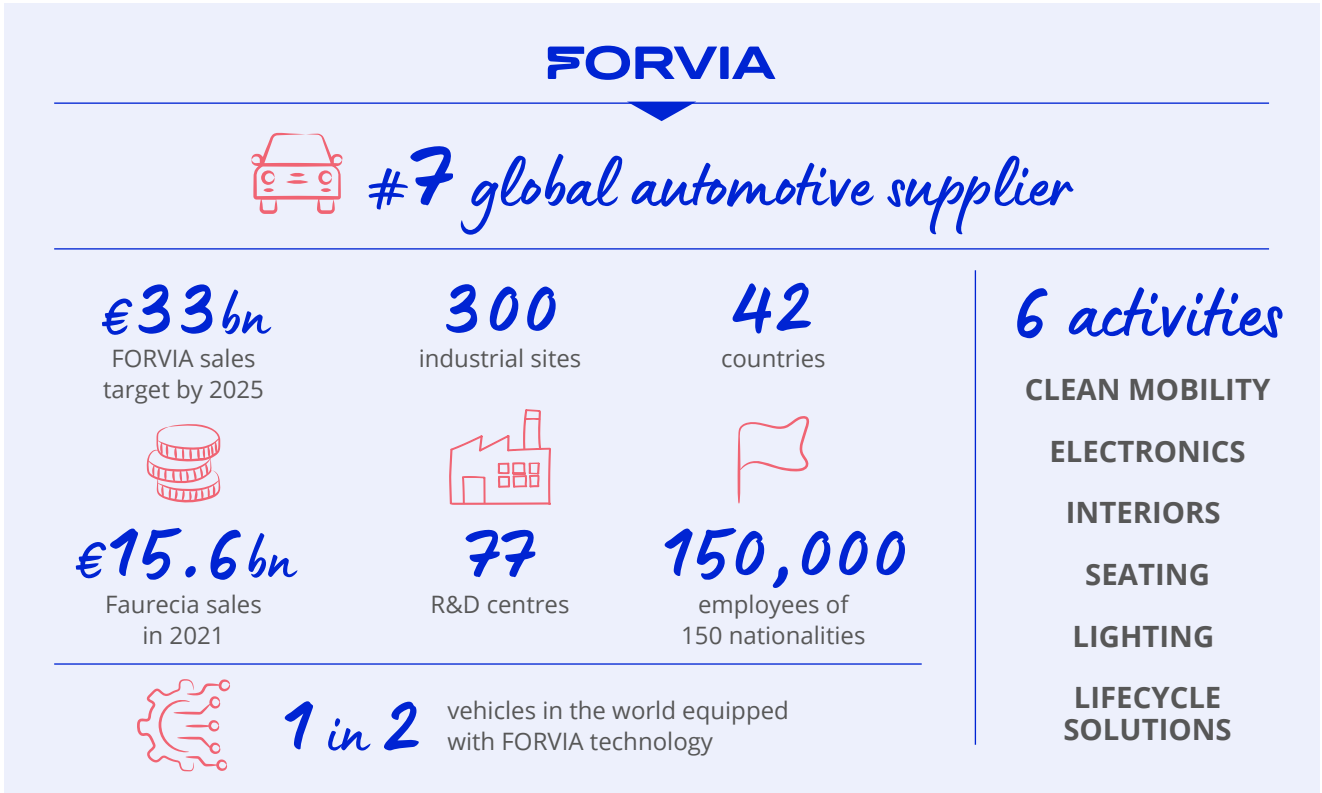 FORVIA
#7 global automotive supplier
€33bn
FORVIA sales
target by 2025
300
industrial sites
42
countries
€15.6bn
Faurecia sales
in 2021
77
R&D centres
150,000
employees of
150 nationalities
1 in 2
vehicles in the world equipped
with FORVIA technology
6 activities
CLEAN MOBILITY
ELECTRONICS
INTERIORS
SEATING
LIGHTING
LIFECYCLE
SOLUTIONS